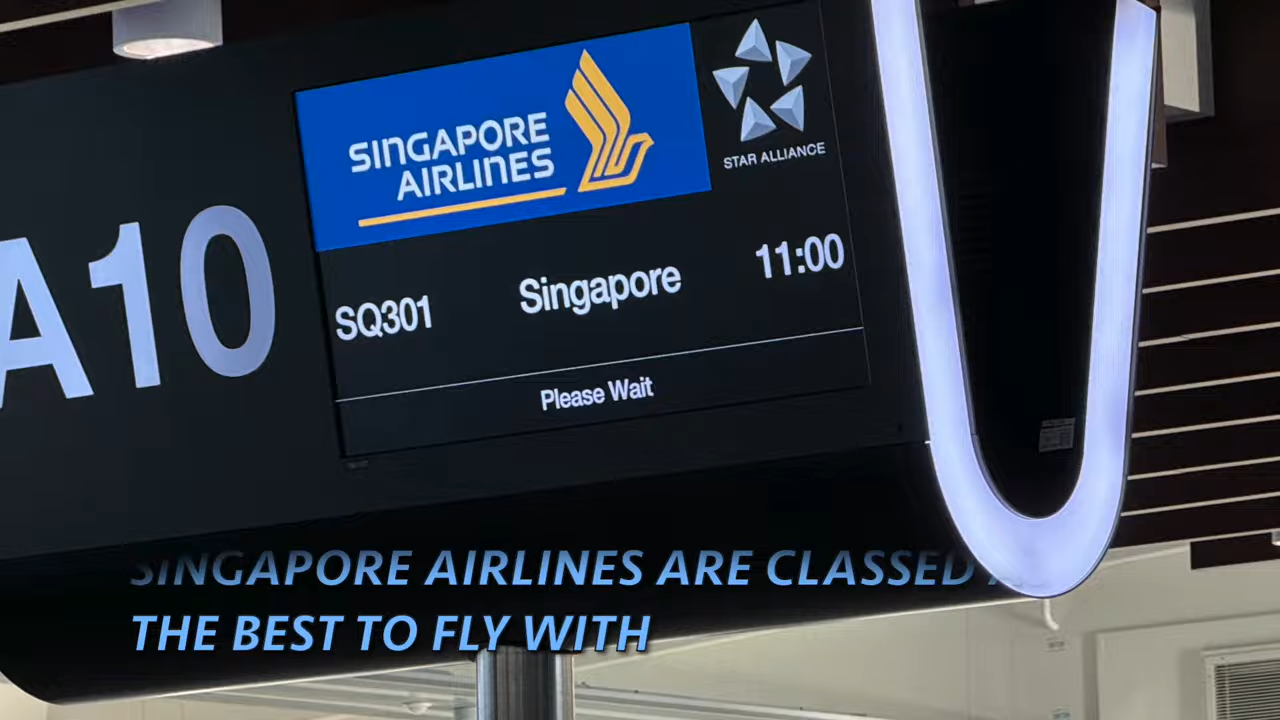 A10
SINGAPORE
AIRLINES
STAR ALLIANCE
SQ301 Singapore 11:00
Please Wait
SINGAPORE AIRLINES ARE CLASSED
THE BEST TO FLY WITH